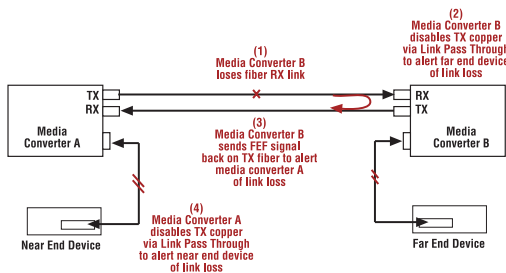 (1)
Media Converter B
loses fiber RX link
(2)
Media Converter B
disables TX copper
via Link Pass Through
to alert far end device
of link loss
TX
RX
Media
Converter A
RX
TX
Media
Converter B
(3)
Media Converter B
sends FEF signal
back on TX fiber to alert
media converter A
of link loss
(4)
Media Converter A
disables TX copper
via Link Pass Through
to alert near end device
of link loss
Near End Device
Far End Device